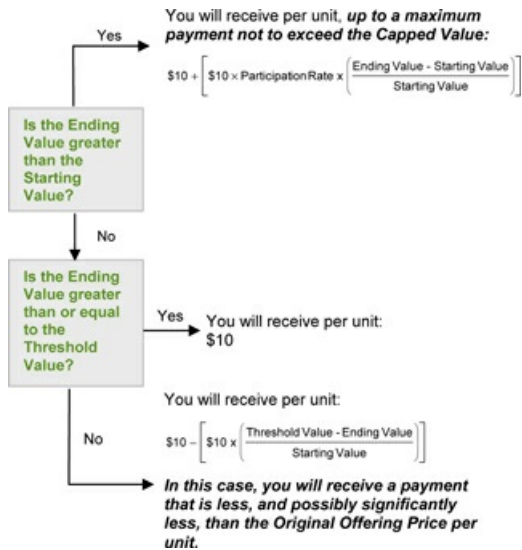 Yes
You will receive per unit, up to a maximum
payment not to exceed the Capped Value:
$10 + [ $10 × Participation Rate x ( Ending Value - Starting Value / Starting Value ) ]
Is the Ending
Value greater
than the
Starting
Value?
No
Is the Ending
Value greater
than or equal
to the
Threshold
Value?
Yes
You will receive per unit:
$10
You will receive per unit:
No
$10 – [ $10 x ( Threshold Value - Ending Value / Starting Value ) ]
In this case, you will receive a payment
that is less, and possibly significantly
less, than the Original Offering Price per
unit.